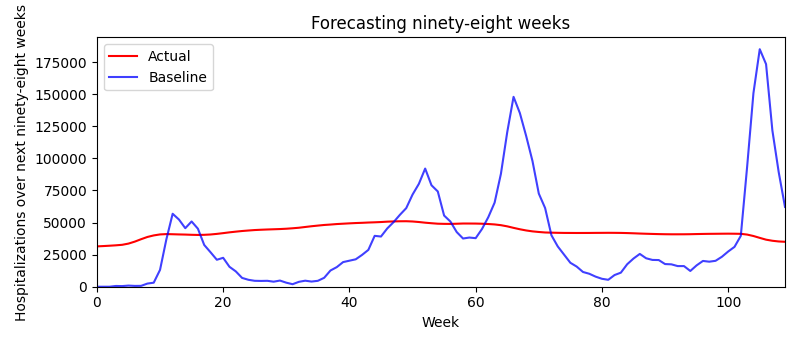 Forecasting ninety-eight weeks
Hospitalizations over next ninety-eight weeks
175000
150000
125000
100000
75000
50000
25000
0
Actual
Baseline
0 20 40 60 80 100
Week